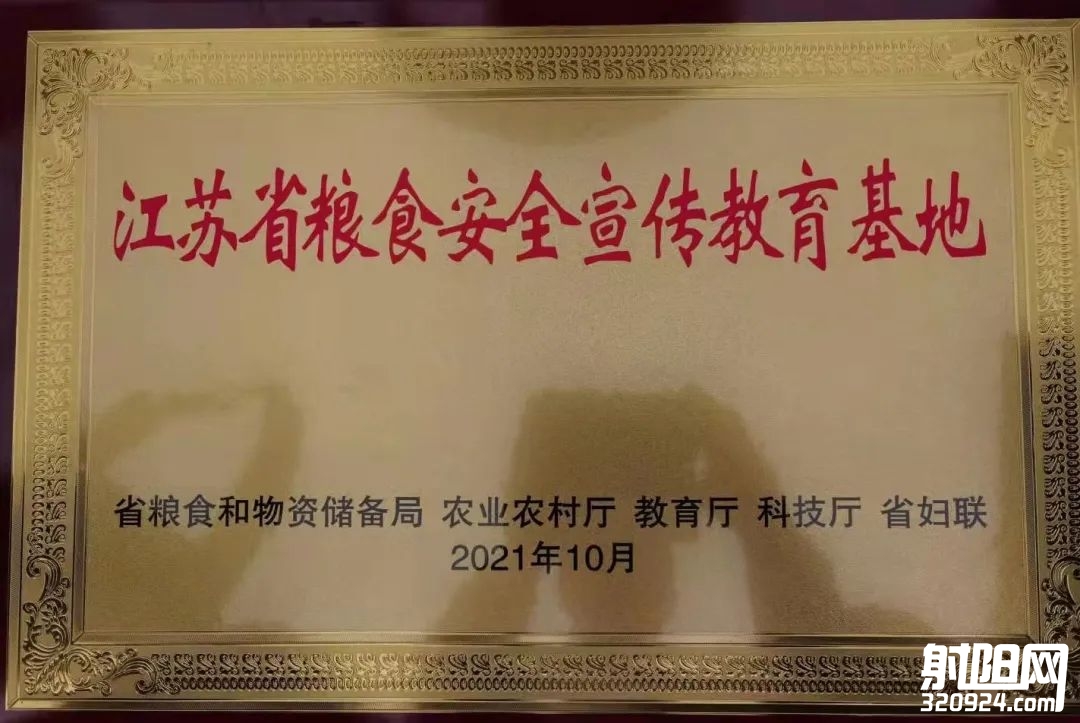 江苏省粮食安全宣传教育基地
省粮食和物资储备局 农业农村厅 教育厅 科技厅 省妇联
2021年10月
射阳网
320924.com